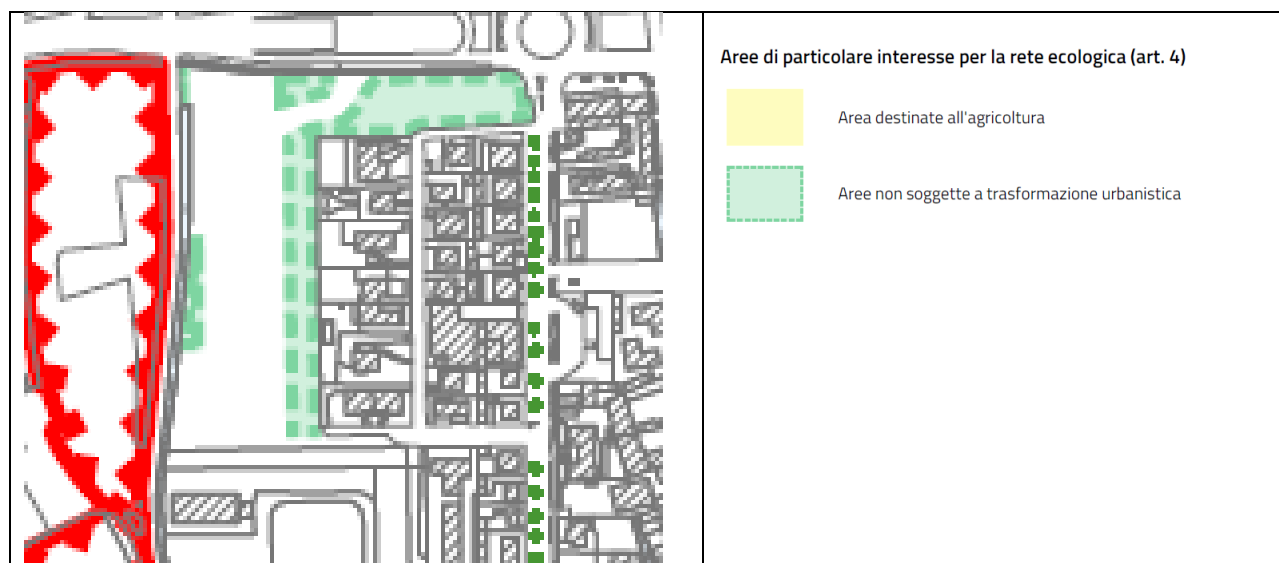 Aree di particolare interesse per la rete ecologica (art. 4)
Area destinate all'agricoltura
Aree non soggette a trasformazione urbanistica